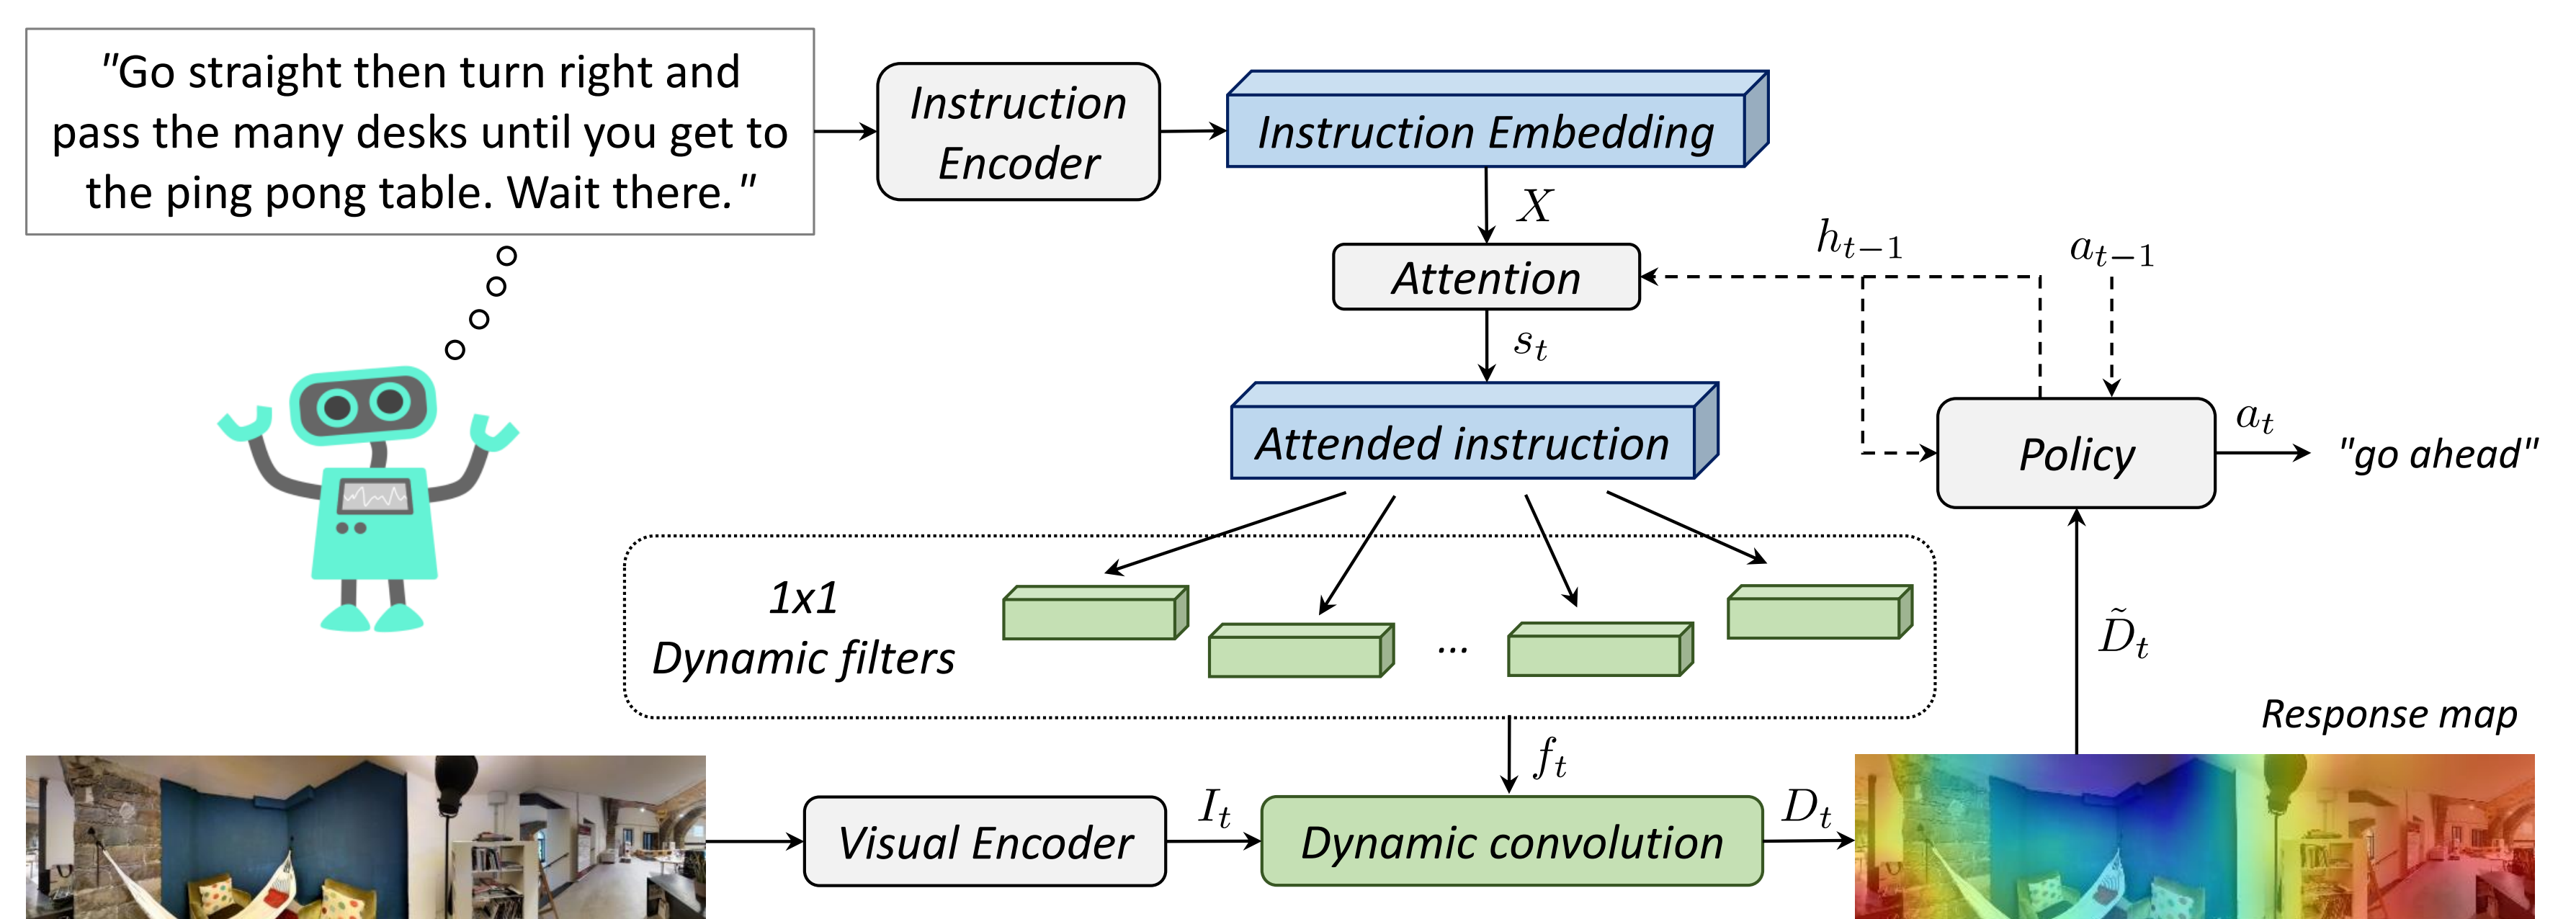 "Go straight then turn right and
pass the many desks until you get to
the ping pong table. Wait there."
Instruction
Encoder
Instruction Embedding
X
Attention
h_{t-1}
a_{t-1}
s_t
Attended instruction
Policy
a_t
"go ahead"
1x1
Dynamic filters
...
D̃_t
Response map
f_t
Visual Encoder
I_t
Dynamic convolution
D_t